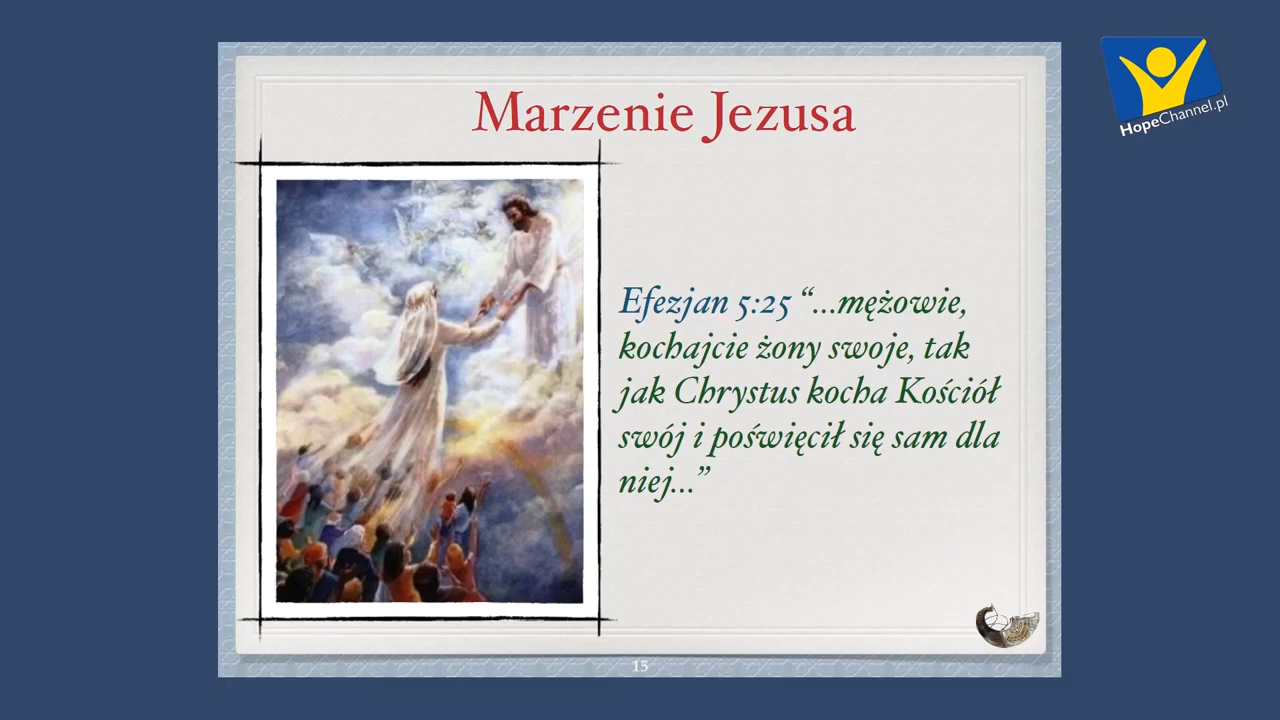 Marzenie Jezusa
HopeChannel.pl
Efezjan 5:25 “...mężowie,
kochajcie żony swoje, tak
jak Chrystus kocha Kościół
swój i poświęcił się sam dla
niej...”
15